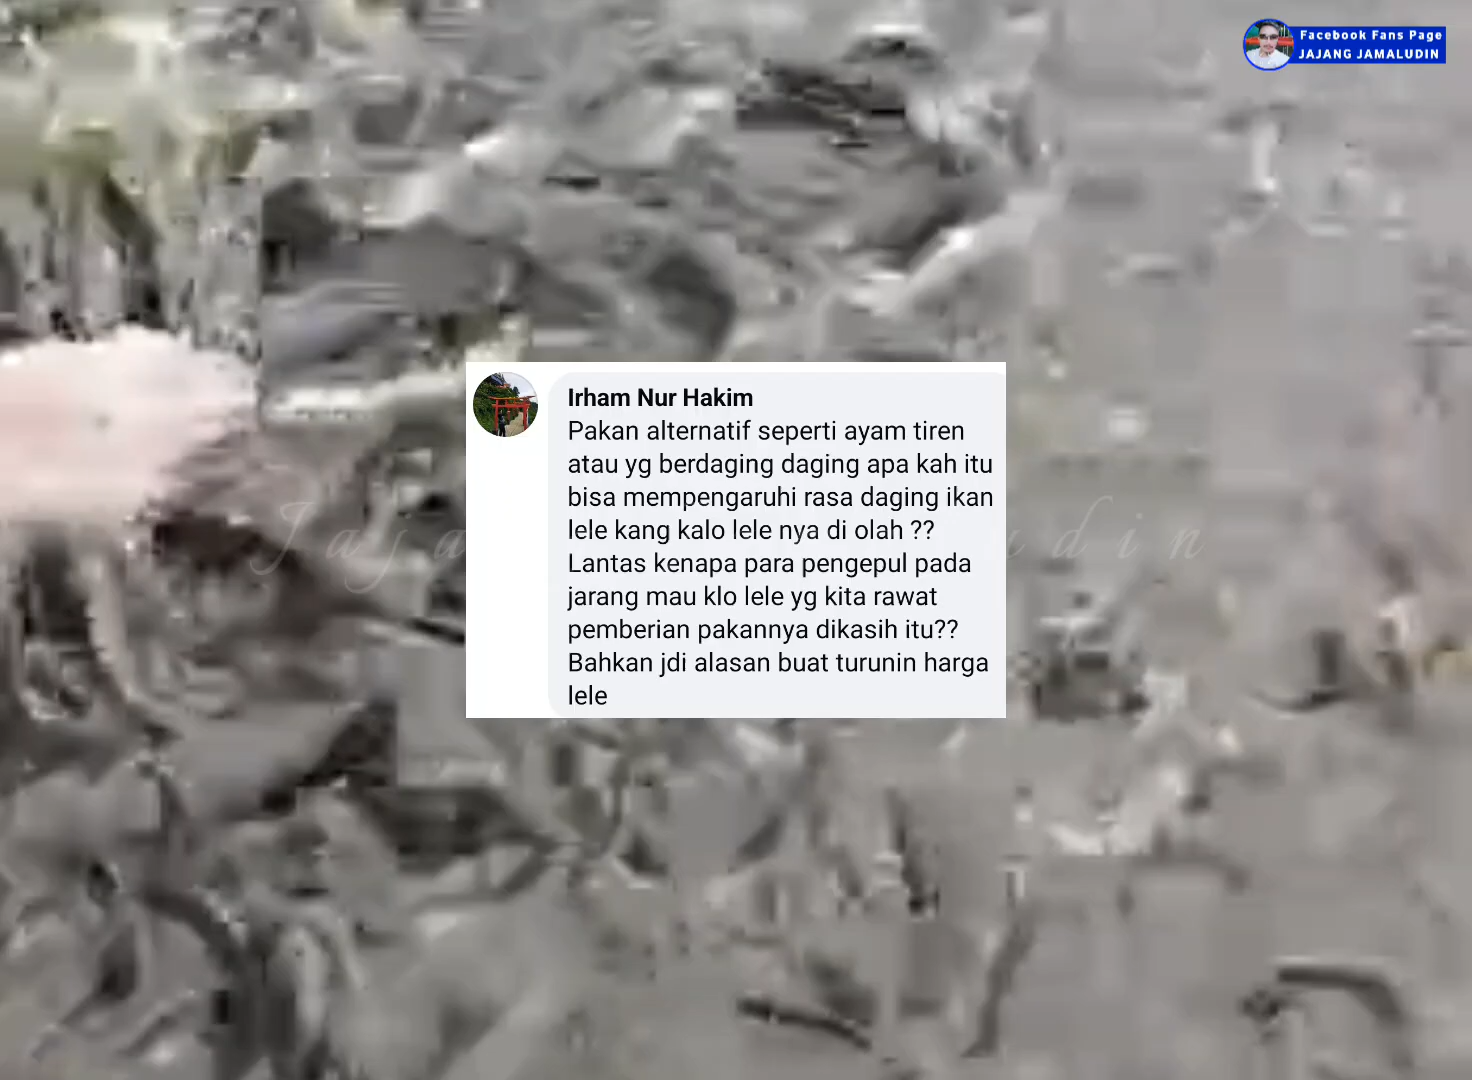 Facebook Fans Page
JAJANG JAMALUDIN
Irham Nur Hakim
Pakan alternatif seperti ayam tiren
atau yg berdaging daging apa kah itu
bisa mempengaruhi rasa daging ikan
lele kang kalo lele nya di olah ??
Lantas kenapa para pengepul pada
jarang mau klo lele yg kita rawat
pemberian pakannya dikasih itu??
Bahkan jdi alasan buat turunin harga
lele